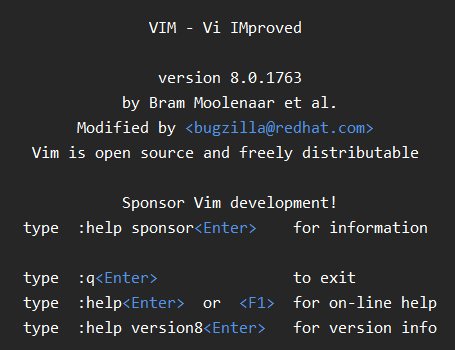 VIM - Vi IMproved
version 8.0.1763
by Bram Moolenaar et al.
Modified by <bugzilla@redhat.com>
Vim is open source and freely distributable
Sponsor Vim development!
type :help sponsor<Enter> for information
type :q<Enter> to exit
type :help<Enter> or <F1> for on-line help
type :help version8<Enter> for version info